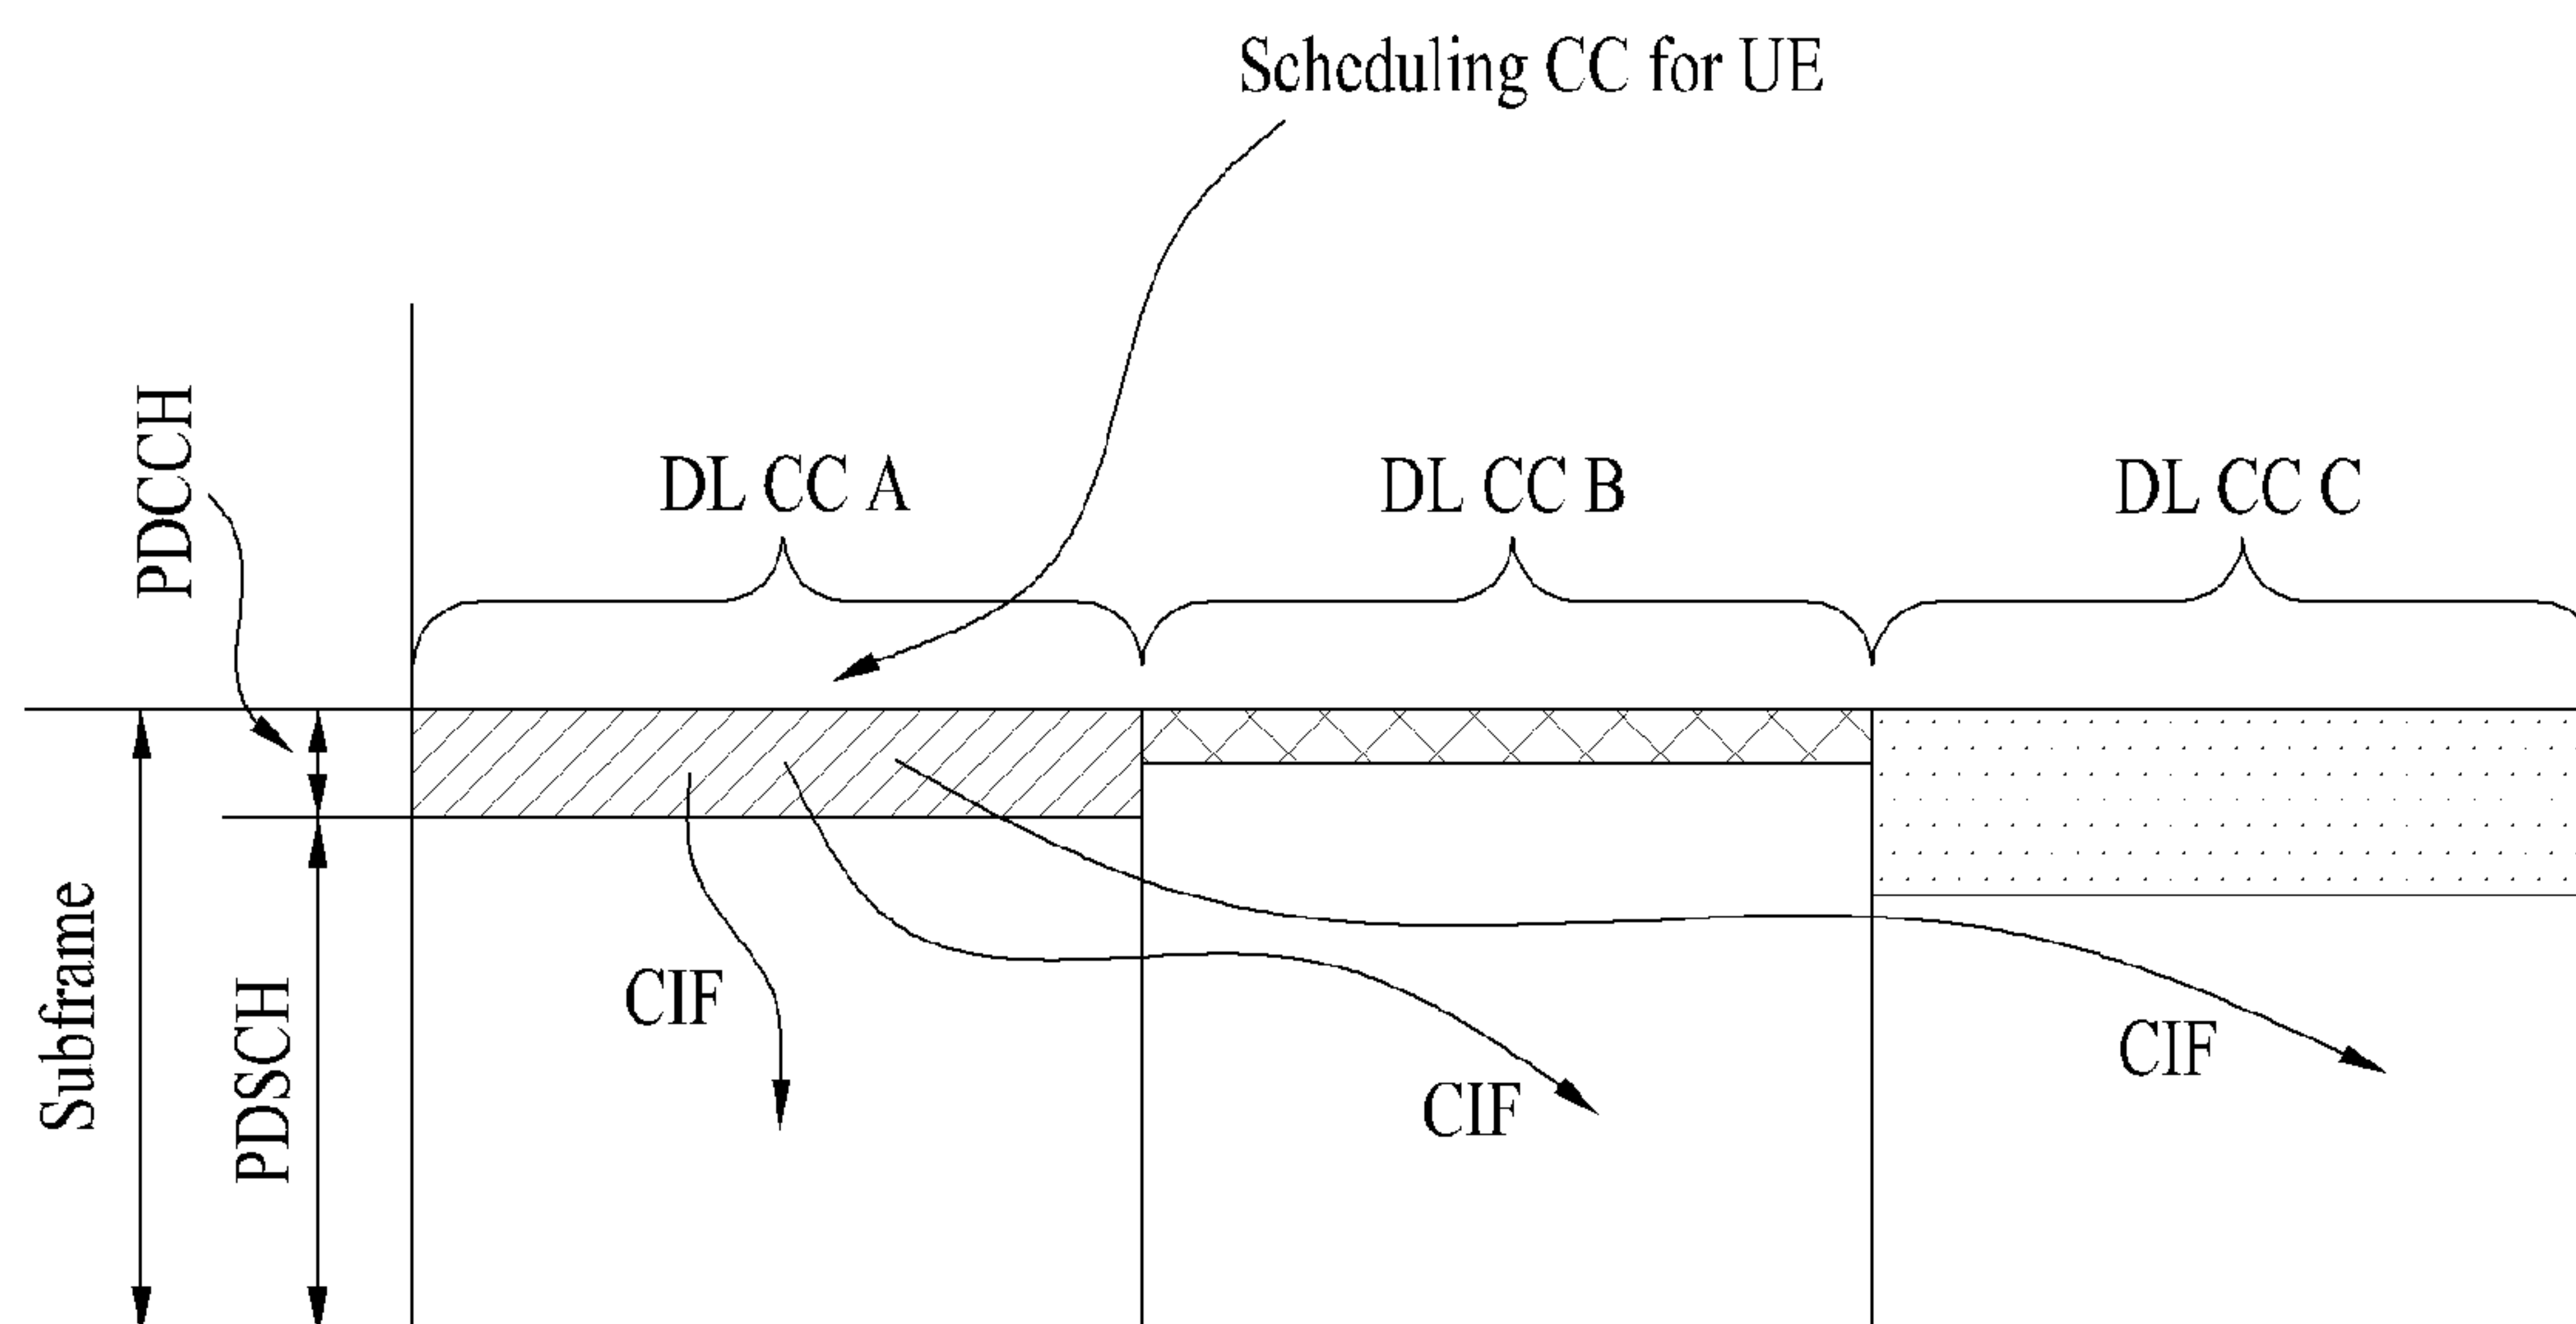 Scheduling CC for UE
PDCCH
DL CC A
DL CC B
DL CC C
Subframe
PDSCH
CIF
CIF
CIF